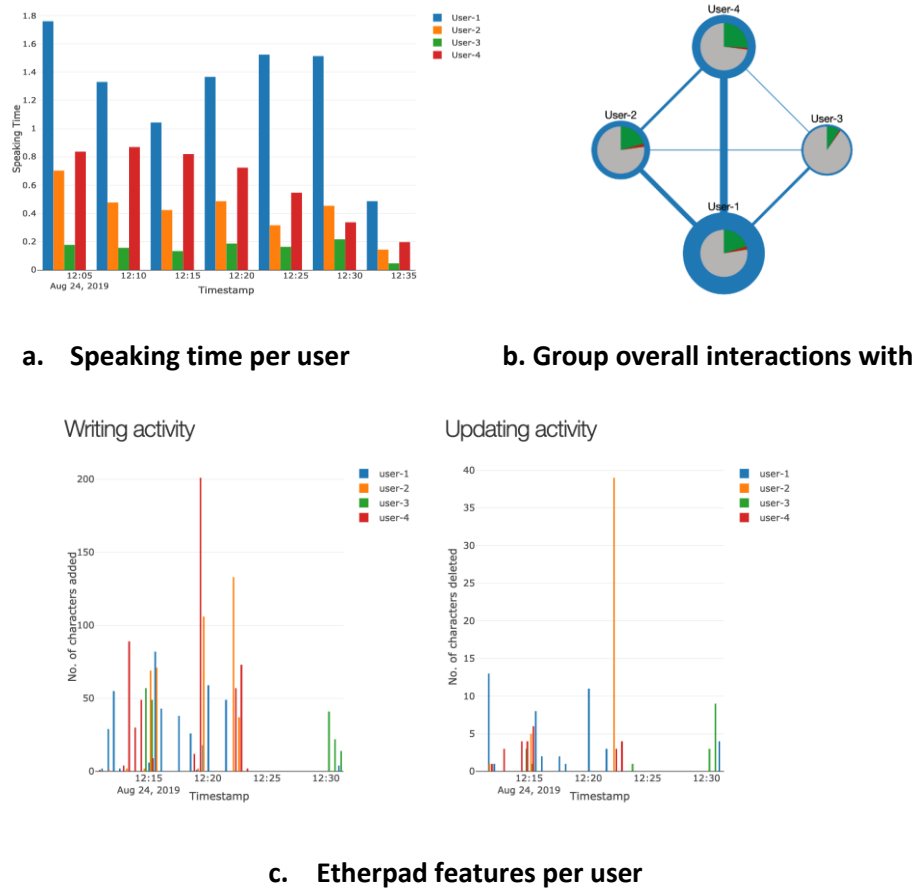 User-1
User-2
User-3
User-4
1.8
1.6
1.4
1.2
1
0.8
0.6
0.4
0.2
0
Speaking Time
12:05 12:10 12:15 12:20 12:25 12:30 12:35
Aug 24, 2019
Timestamp
User-4
User-2
User-3
User-1
a. Speaking time per user
b. Group overall interactions with
Writing activity
user-1
user-2
user-3
user-4
200
150
100
50
0
No. of characters added
12:15 12:20 12:25 12:30
Aug 24, 2019
Timestamp
Updating activity
user-1
user-2
user-3
user-4
40
35
30
25
20
15
10
5
0
No. of characters deleted
12:15 12:20 12:25 12:30
Aug 24, 2019
Timestamp
c. Etherpad features per user